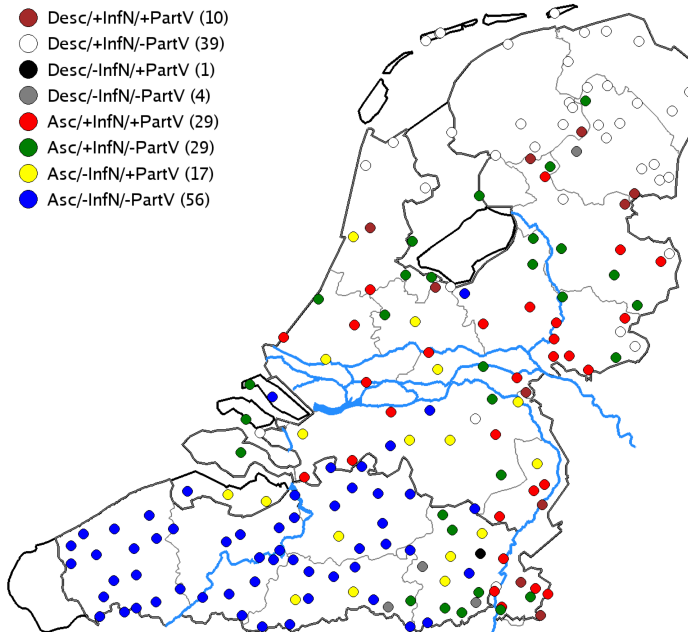 Desc/+InfN/+PartV (10)
Desc/+InfN/-PartV (39)
Desc/-InfN/+PartV (1)
Desc/-InfN/-PartV (4)
Asc/+InfN/+PartV (29)
Asc/+InfN/-PartV (29)
Asc/-InfN/+PartV (17)
Asc/-InfN/-PartV (56)